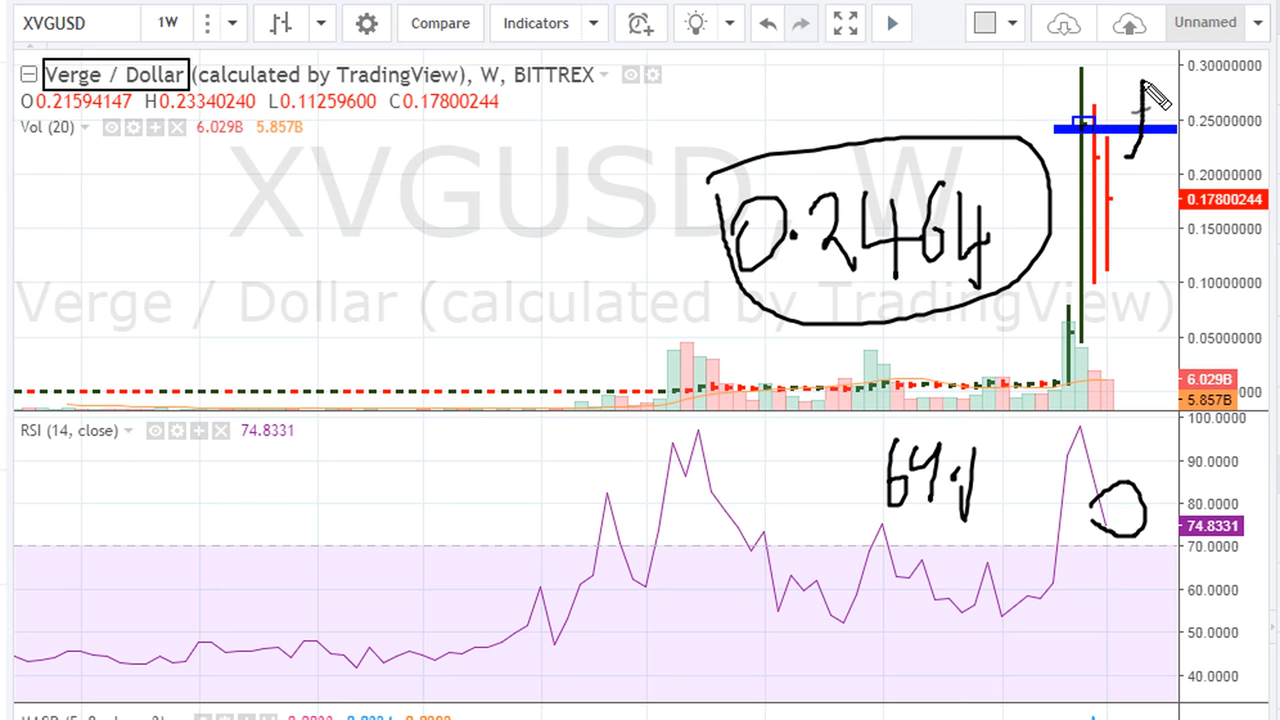 XVGUSD 1W Compare Indicators Unnamed
Verge / Dollar (calculated by TradingView), W, BITTREX
O0.21594147 H0.23340240 L0.11259600 C0.17800244
Vol (20) 6.029B 5.857B
XVGUSD, W
Verge / Dollar (calculated by TradingView)
0.2464
0.30000000
0.25000000
0.20000000
0.17800244
0.15000000
0.10000000
0.05000000
6.029B
5.857B
RSI (14, close) 74.8331
100.0000
90.0000
80.0000
74.8331
70.0000
60.0000
50.0000
40.0000